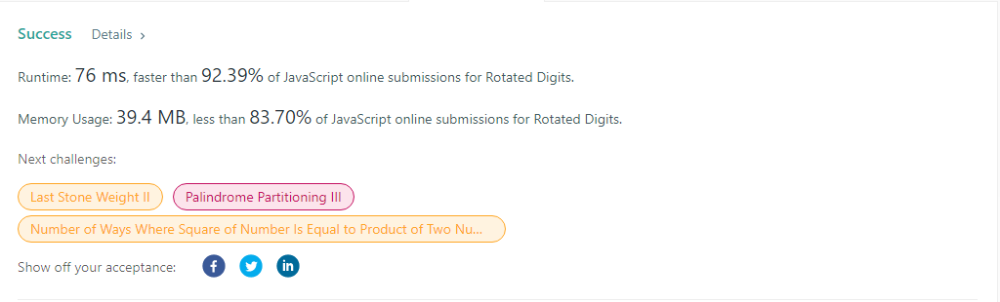 Success Details >
Runtime: 76 ms, faster than 92.39% of JavaScript online submissions for Rotated Digits.
Memory Usage: 39.4 MB, less than 83.70% of JavaScript online submissions for Rotated Digits.
Next challenges:
Last Stone Weight II Palindrome Partitioning III
Number of Ways Where Square of Number Is Equal to Product of Two Nu...
Show off your acceptance: f in